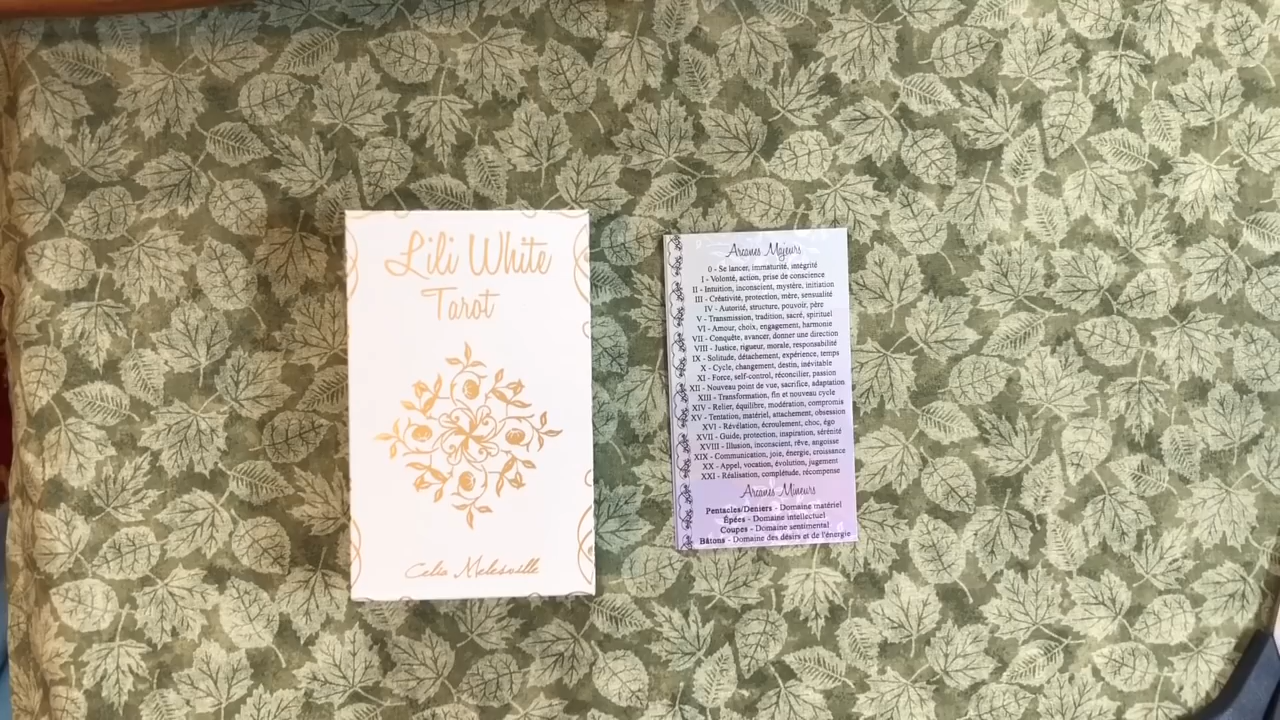 Lili White
Tarot
Celia Melesville
Arcanes Majeurs
0 - Se lancer, immaturité, intégrité
I - Volonté, action, prise de conscience
II - Intuition, inconscient, mystère, initiation
III - Créativité, protection, mère, sensualité
IV - Autorité, structure, pouvoir, père
V - Transmission, tradition, sacré, spirituel
VI - Amour, choix, engagement, harmonie
VII - Conquête, avancer, donner une direction
VIII - Justice, rigueur, morale, responsabilité
IX - Solitude, détachement, expérience, temps
X - Cycle, changement, destin, inévitable
XI - Force, self-control, réconcilier, passion
XII - Nouveau point de vue, sacrifice, adaptation
XIII - Transformation, fin et nouveau cycle
XIV - Relier, équilibre, modération, compromis
XV - Tentation, matériel, attachement, obsession
XVI - Révélation, écroulement, choc, égo
XVII - Guide, protection, inspiration, sérénité
XVIII - Illusion, inconscient, rêve, angoisse
XIX - Communication, joie, énergie, croissance
XX - Appel, vocation, évolution, jugement
XXI - Réalisation, complétude, récompense
Arcanes Mineurs
Pentacles/Deniers - Domaine matériel
Épées - Domaine intellectuel
Coupes - Domaine sentimental
Bâtons - Domaine des désirs et de l'énergie